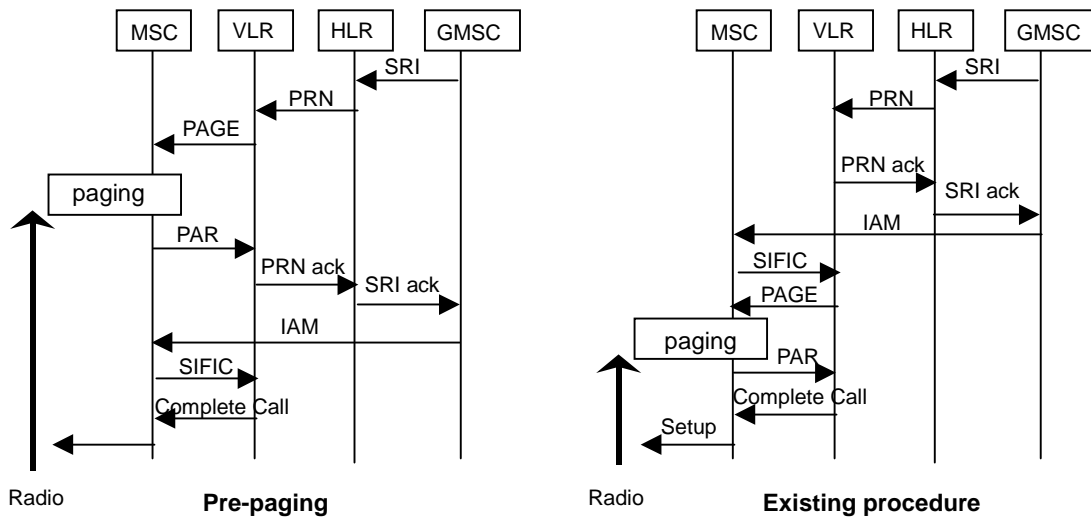 MSC VLR HLR GMSC
SRI
PRN
PAGE
paging
PAR
PRN ack
SRI ack
IAM
SIFIC
Complete Call
Radio
Pre-paging
MSC VLR HLR GMSC
SRI
PRN
PRN ack
SRI ack
IAM
SIFIC
PAGE
paging
PAR
Complete Call
Setup
Radio
Existing procedure